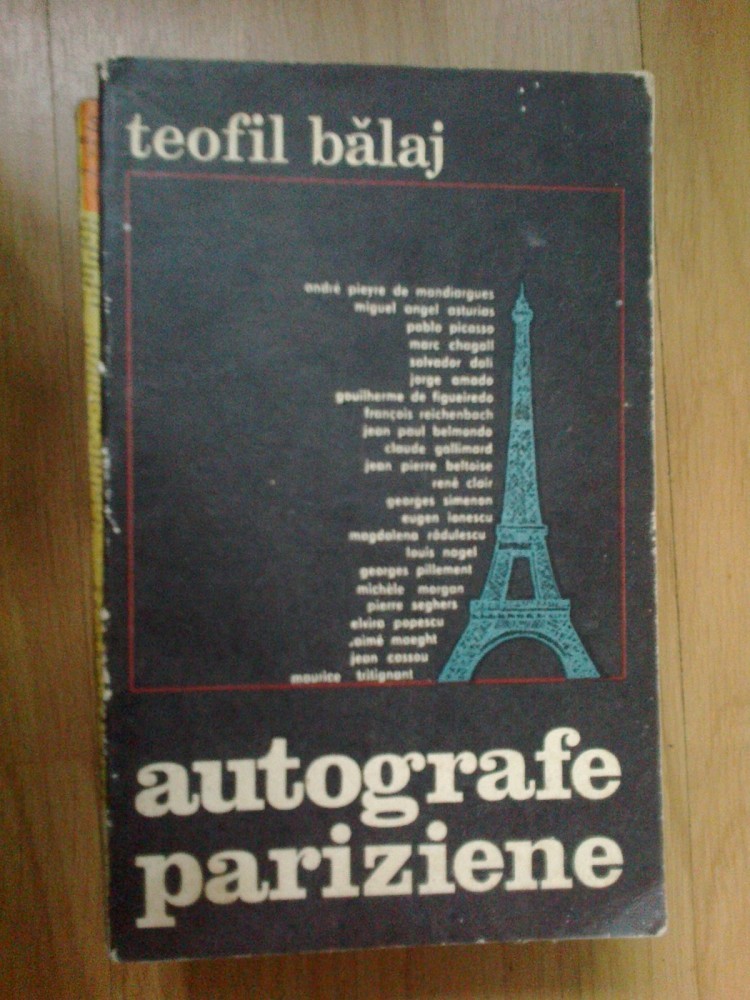 teofil bălaj
andré pieyre de mandiargues
miguel angel asturias
pablo picasso
marc chagall
salvador dali
jorge amado
gouilherme de figueiredo
françois reichenbach
jean paul belmondo
claude gallimard
jean pierre beltoise
rené clair
georges simenon
eugen ionescu
magdalena rădulescu
louis nagel
georges pillement
michèle morgan
pierre seghers
elvira popescu
aimé maeght
jean cassou
maurice tritignant
autografe
pariziene